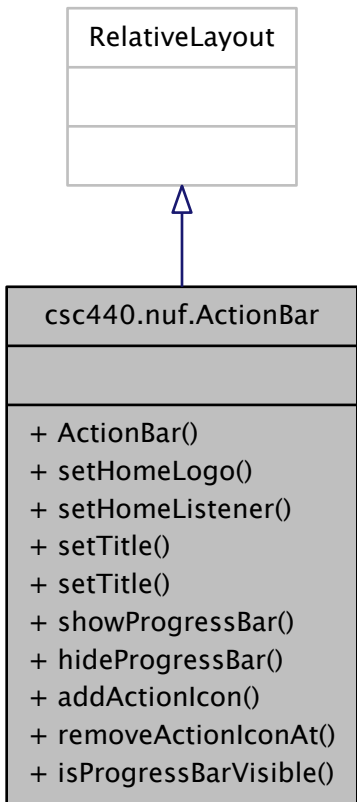 RelativeLayout
csc440.nuf.ActionBar
+ ActionBar()
+ setHomeLogo()
+ setHomeListener()
+ setTitle()
+ setTitle()
+ showProgressBar()
+ hideProgressBar()
+ addActionIcon()
+ removeActionIconAt()
+ isProgressBarVisible()